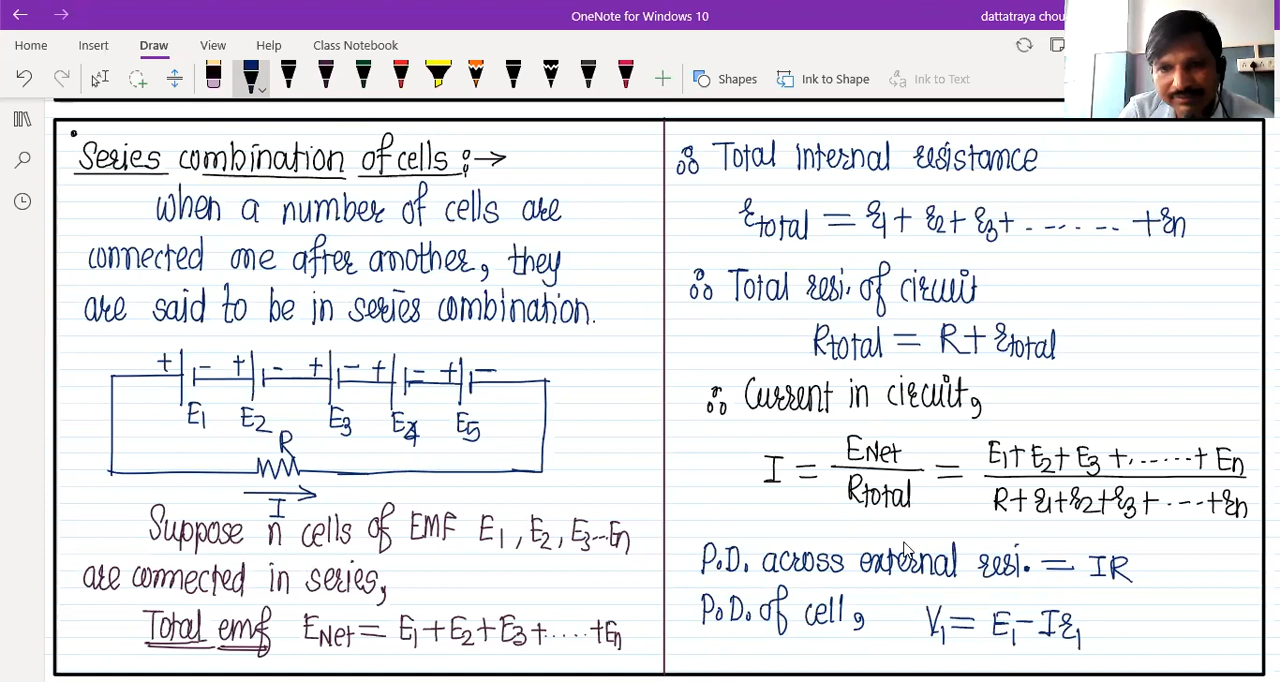 OneNote for Windows 10
dattatraya chou
Home Insert Draw View Help Class Notebook
Shapes Ink to Shape Ink to Text
Series combination of cells :→
when a number of cells are
connected one after another, they
are said to be in series combination.
+ - + - + - + - + -
E1 E2 E3 E4 E5
R
I
Suppose n cells of EMF E1, E2, E3...En
are connected in series,
Total emf ENet = E1 + E2 + E3 + ..... + En
Total internal resistance
rtotal = r1 + r2 + r3 + ........ + rn
Total resi. of circuit
Rtotal = R + rtotal
Current in circuit,
I = ENet / Rtotal = E1 + E2 + E3 + ...... + En / R + r1 + r2 + r3 + .... + rn
P.D. across external resi. = IR
P.D. of cell, V1 = E1 - Ir1